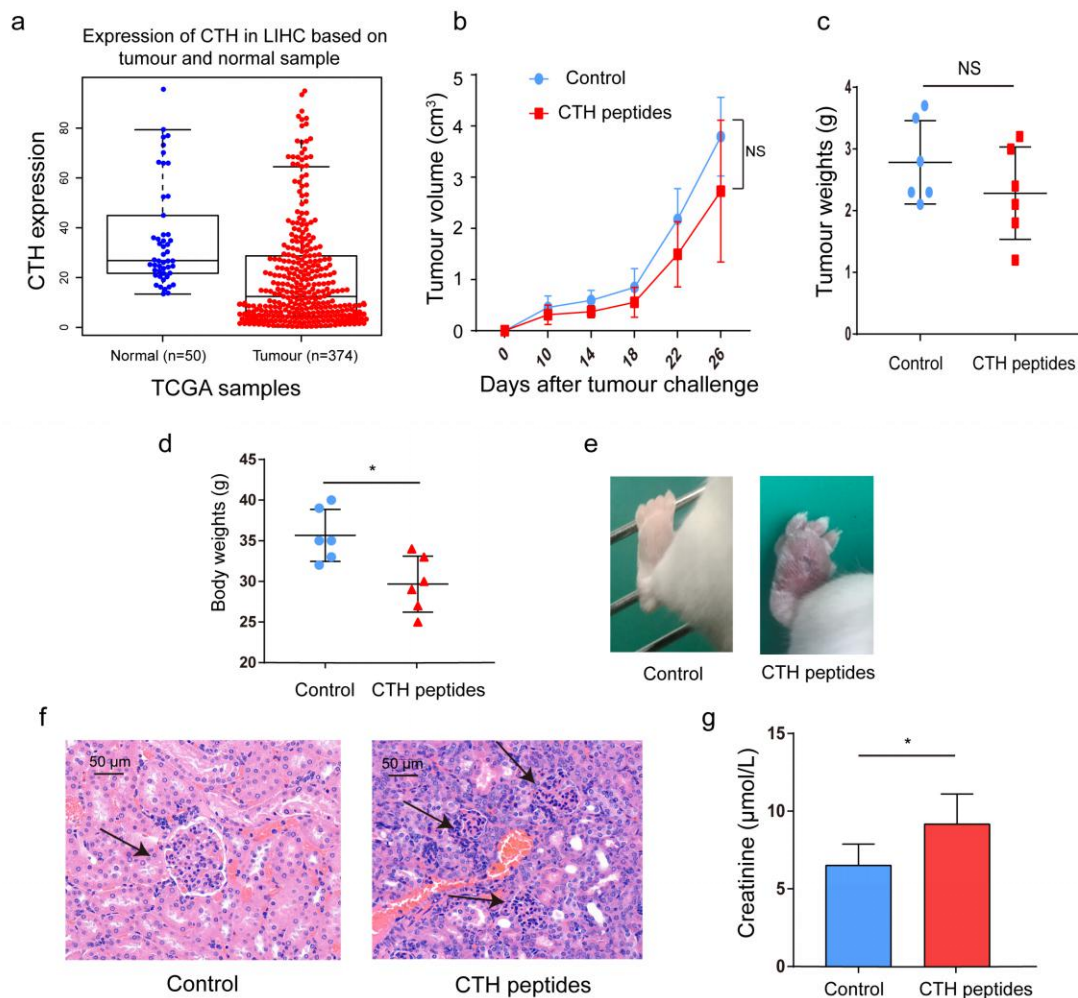 a
Expression of CTH in LIHC based on
tumour and normal sample
CTH expression
80
60
40
20
0
Normal (n=50)
Tumour (n=374)
TCGA samples
b
Control
CTH peptides
Tumour volume (cm³)
5
4
3
2
1
0
NS
0 10 14 18 22 26
Days after tumour challenge
c
NS
Tumour weights (g)
4
3
2
1
0
Control
CTH peptides
d
*
Body weights (g)
45
40
35
30
25
20
Control
CTH peptides
e
Control
CTH peptides
f
50 μm
50 μm
Control
CTH peptides
g
*
Creatinine (μmol/L)
15
10
5
0
Control
CTH peptides